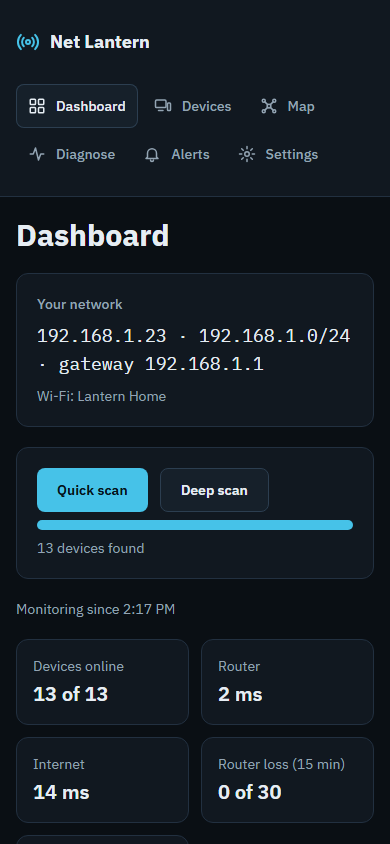 Net Lantern
Dashboard Devices Map
Diagnose Alerts Settings
Dashboard
Your network
192.168.1.23 · 192.168.1.0/24
· gateway 192.168.1.1
Wi-Fi: Lantern Home
Quick scan Deep scan
13 devices found
Monitoring since 2:17 PM
Devices online
13 of 13
Router
2 ms
Internet
14 ms
Router loss (15 min)
0 of 30